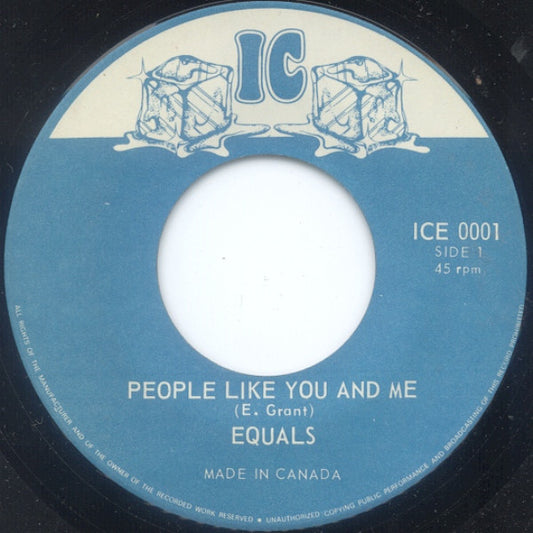 IC
ICE 0001
SIDE 1
45 rpm
PEOPLE LIKE YOU AND ME
(E. Grant)
EQUALS
MADE IN CANADA
ALL RIGHTS OF THE MANUFACTURER AND OF THE OWNER OF THE RECORDED WORK RESERVED • UNAUTHORIZED COPYING PUBLIC PERFORMANCE AND BROADCASTING OF THIS RECORD PROHIBITED